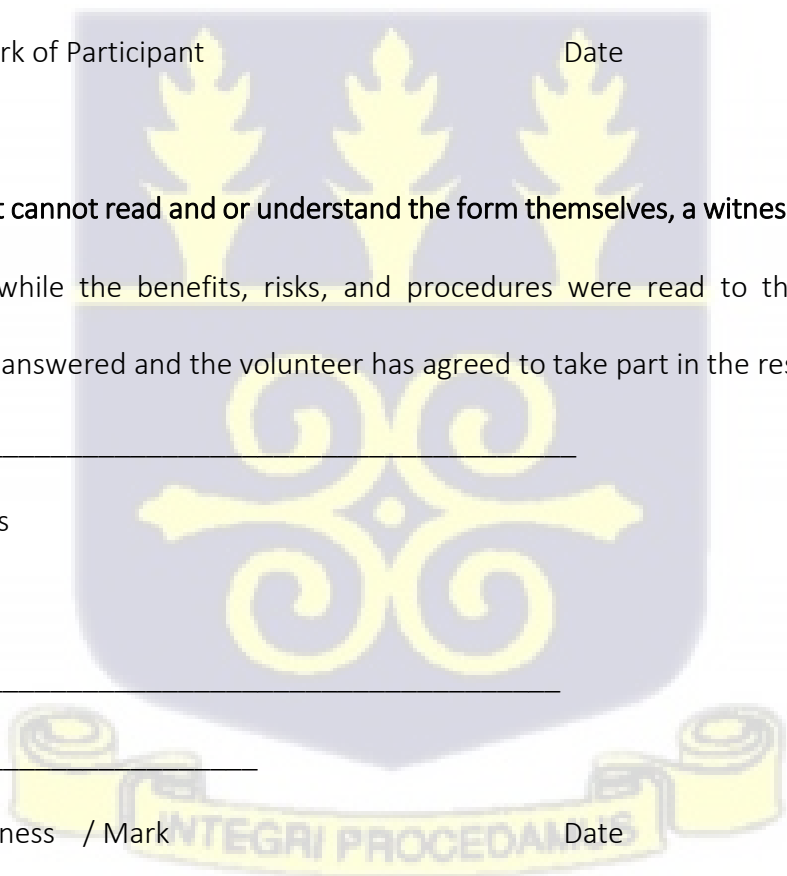 rk of Participant Date
t cannot read and or understand the form themselves, a witnes
while the benefits, risks, and procedures were read to th
answered and the volunteer has agreed to take part in the res
s
ness / Mark Date
INTEGRI PROCEDAMUS